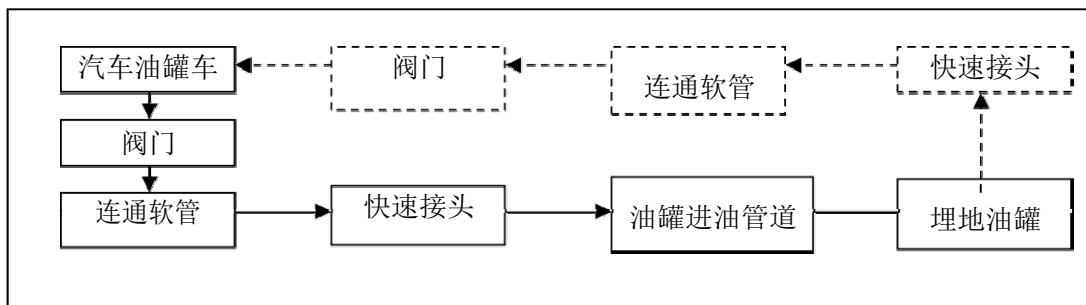 汽车油罐车
阀门
连通软管
快速接头
阀门
连通软管
快速接头
油罐进油管道
埋地油罐